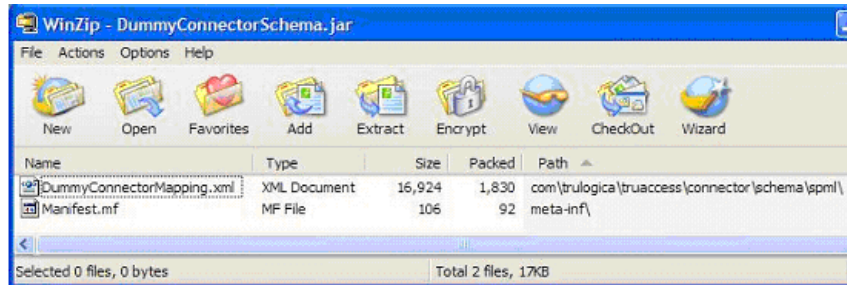 WinZip - DummyConnectorSchema.jar
File Actions Options Help
New Open Favorites Add Extract Encrypt View CheckOut Wizard
Name Type Size Packed Path
DummyConnectorMapping.xml XML Document 16,924 1,830 com\trulogica\truaccess\connector\schema\spml\
Manifest.mf MF File 106 92 meta-inf\
Selected 0 files, 0 bytes Total 2 files, 17KB